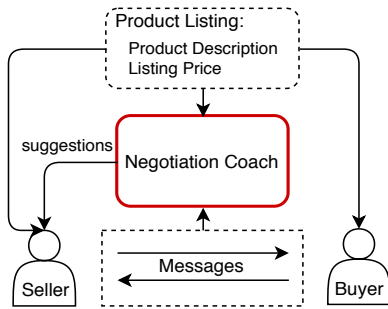 Product Listing:
Product Description
Listing Price
suggestions
Negotiation Coach
Messages
Seller
Buyer